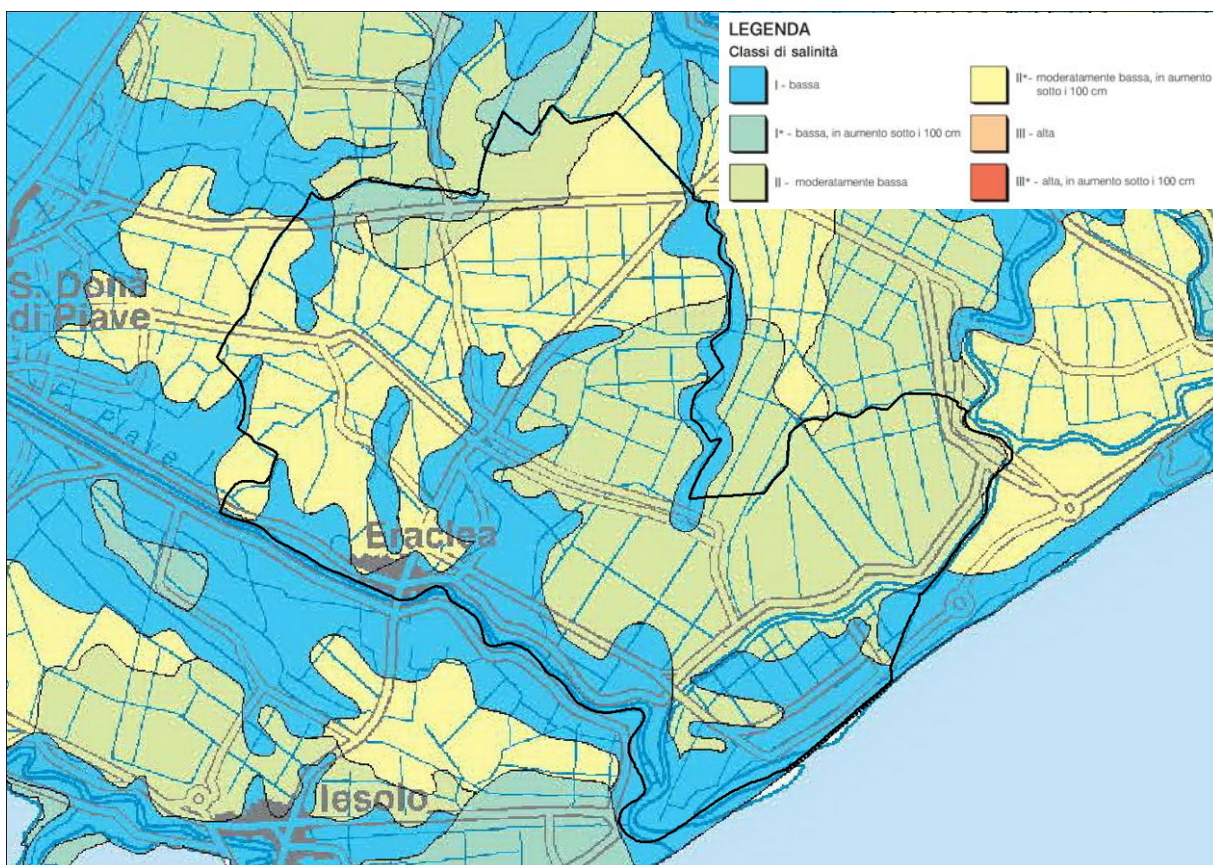 LEGENDA
Classi di salinità
I - bassa
I* - bassa, in aumento sotto i 100 cm
II - moderatamente bassa
II*- moderatamente bassa, in aumento
sotto i 100 cm
III - alta
III* - alta, in aumento sotto i 100 cm
S. Donà
di Piave
F. Piave
Eraclea
Iesolo